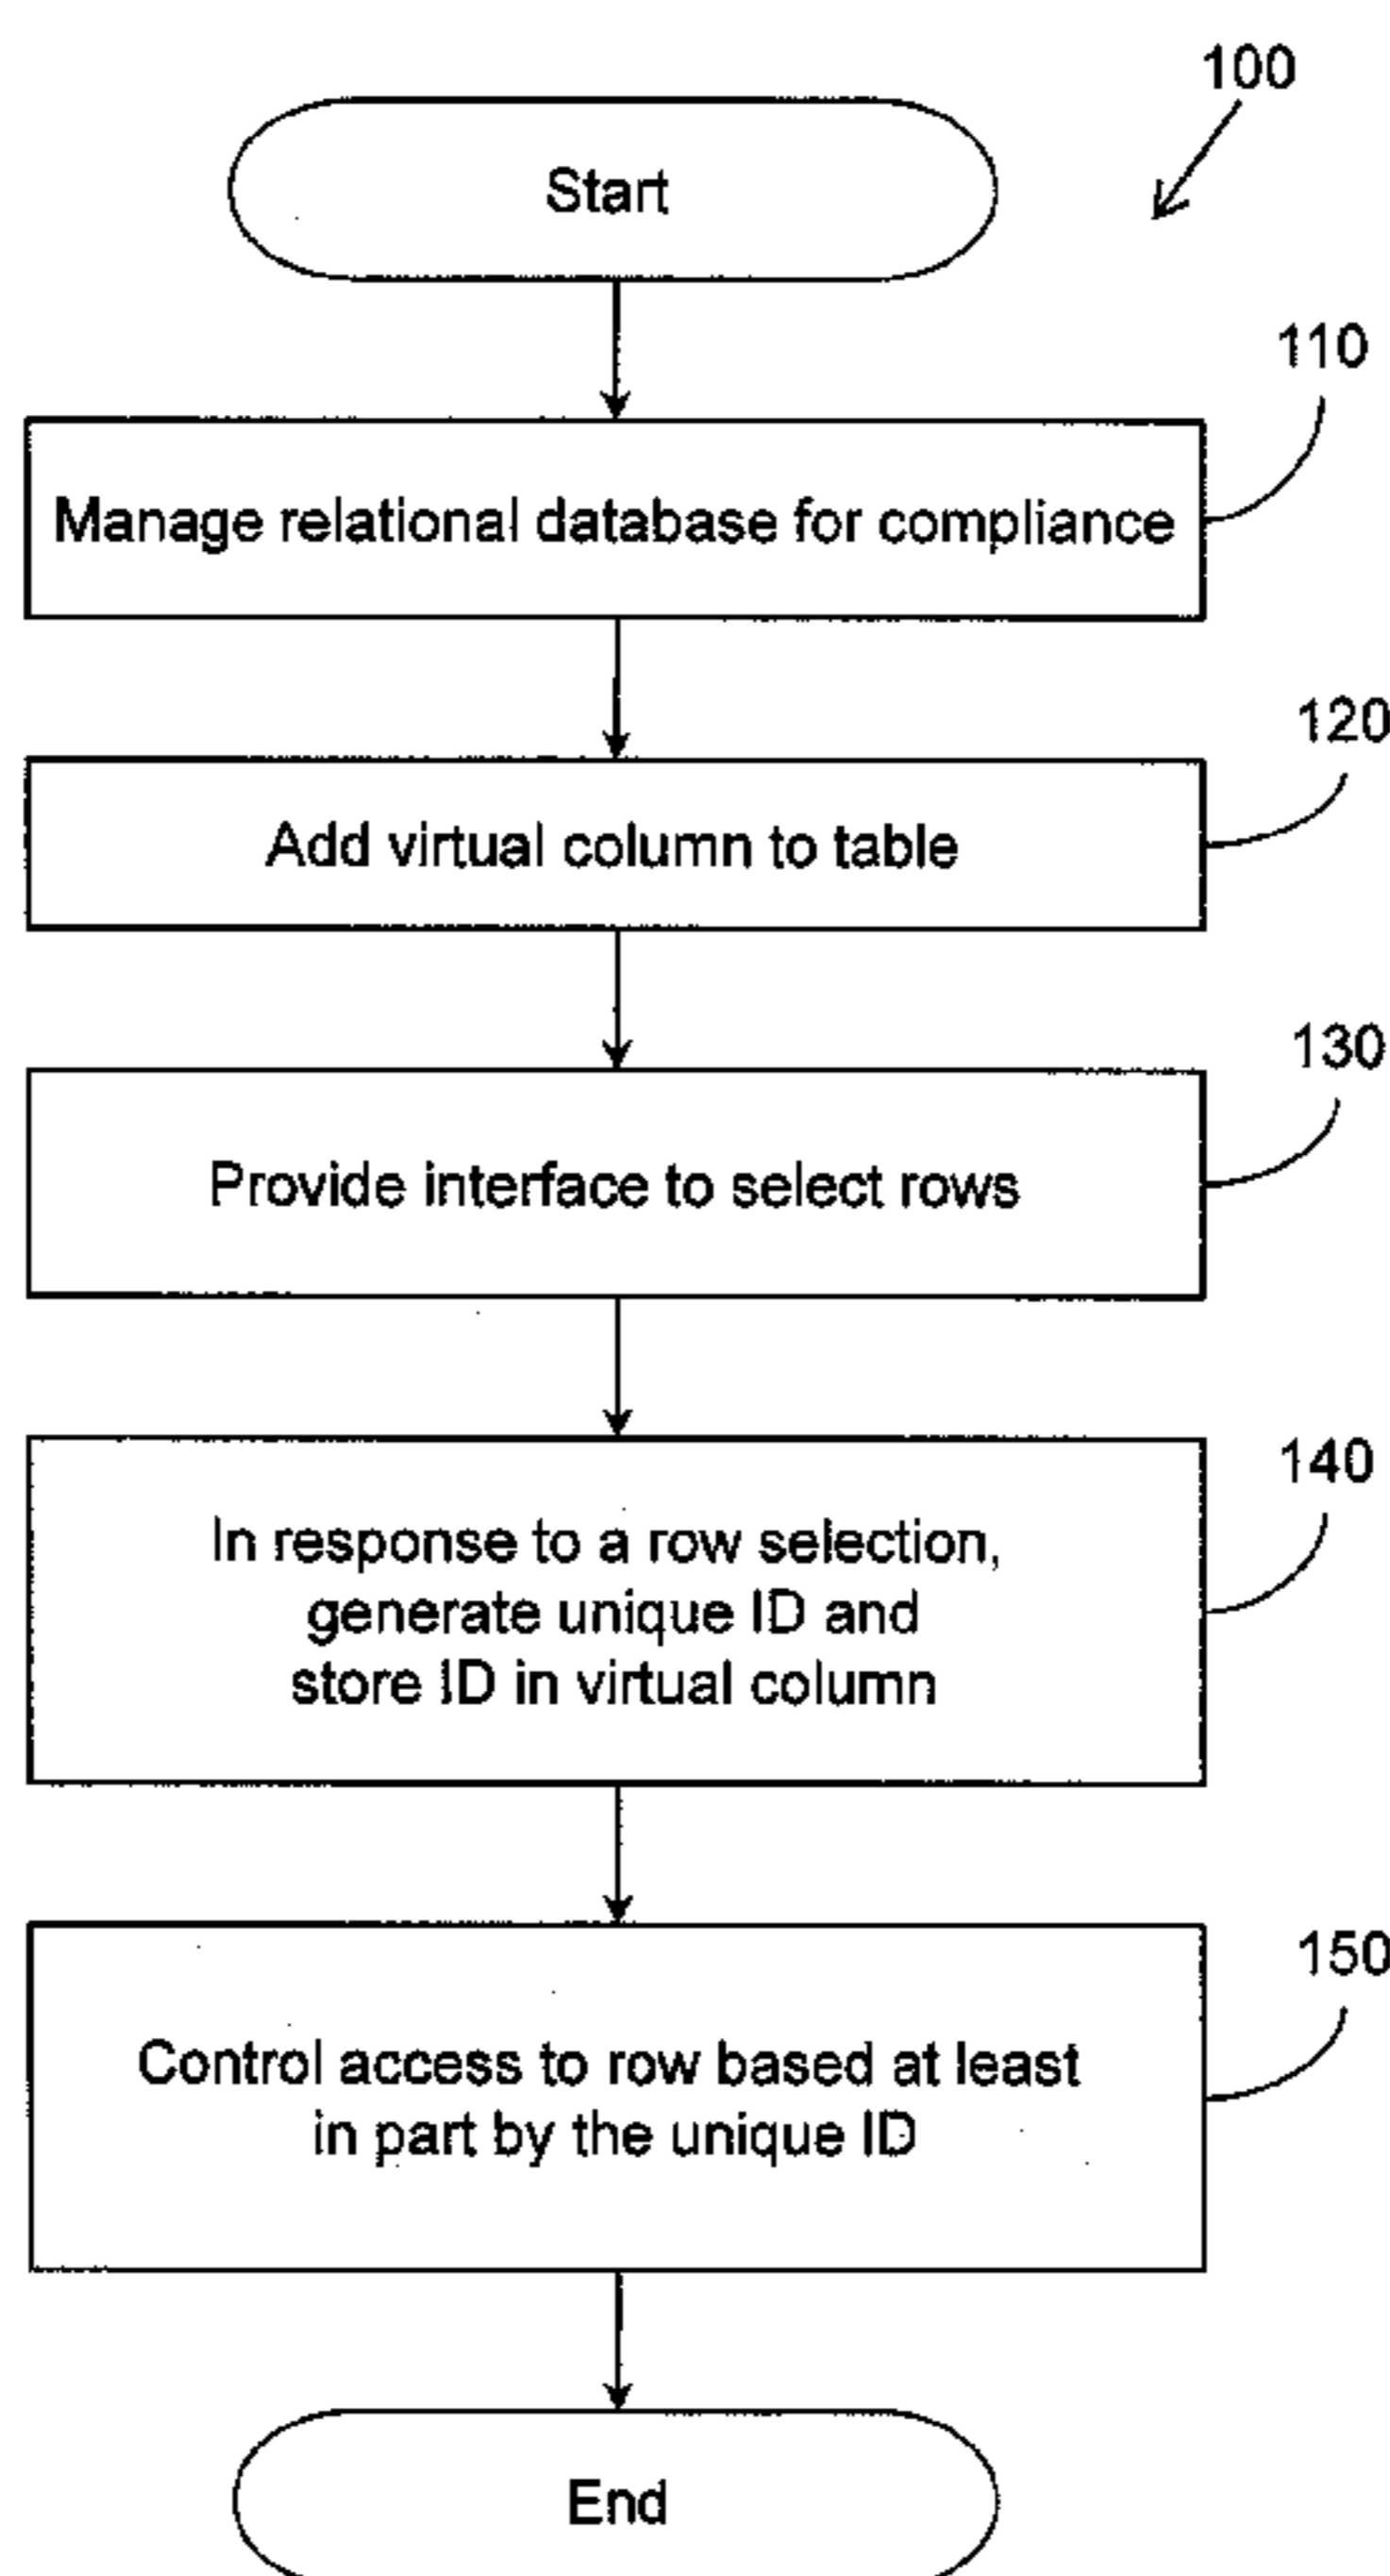 100
Start
110
Manage relational database for compliance
120
Add virtual column to table
130
Provide interface to select rows
140
In response to a row selection,
generate unique ID and
store ID in virtual column
150
Control access to row based at least
in part by the unique ID
End